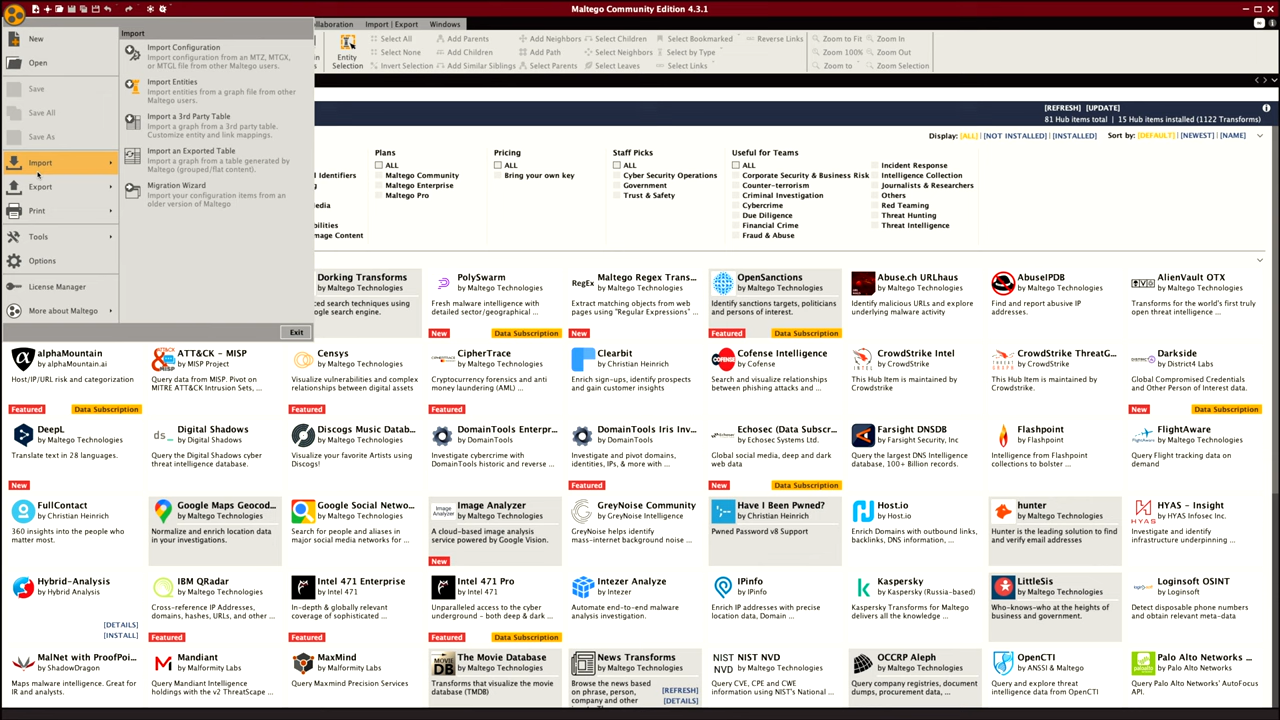 Maltego Community Edition 4.3.1
ollaboration
Import | Export
Windows
New
Open
Save
Save All
Save As
Import
Export
Print
Tools
Options
License Manager
More about Maltego
Exit
Import
Import Configuration
Import configuration from an MTZ, MTGX,
or MTGL file from other Maltego users.
Import Entities
Import entities from a graph file from other
Maltego users.
Import a 3rd Party Table
Import a graph from a 3rd party table.
Customize entity and link mappings.
Import an Exported Table
Import a graph from a table generated by
Maltego (grouped/flat content).
Migration Wizard
Import your configuration items from an
older version of Maltego
Entity
Selection
Select All
Select None
Invert Selection
Add Parents
Add Children
Add Similar Siblings
Add Neighbors
Add Path
Select Parents
Select Children
Select Neighbors
Select Leaves
Select Bookmarked
Select by Type
Select Links
Reverse Links
Zoom to Fit
Zoom 100%
Zoom to
Zoom In
Zoom Out
Zoom Selection
[REFRESH] [UPDATE]
81 Hub items total | 15 Hub items installed (1122 Transforms)
Display: [ALL] [NOT INSTALLED] [INSTALLED] Sort by: [DEFAULT] [NEWEST] [NAME]
l Identifiers
edia
bilities
mage Content
Plans
ALL
Maltego Community
Maltego Enterprise
Maltego Pro
Pricing
ALL
Bring your own key
Staff Picks
ALL
Cyber Security Operations
Government
Trust & Safety
Useful for Teams
ALL
Corporate Security & Business Risk
Counter-terrorism
Criminal Investigation
Cybercrime
Due Diligence
Financial Crime
Fraud & Abuse
Incident Response
Intelligence Collection
Journalists & Researchers
Others
Red Teaming
Threat Hunting
Threat Intelligence
Dorking Transforms
by Maltego Technologies
ced search techniques using
ogle search engine.
PolySwarm
by Maltego Technologies
Fresh malware intelligence with
detailed sector/geographical ...
New
Data Subscription
RegEx
Maltego Regex Trans...
by Maltego Technologies
Extract matching objects from web
pages using "Regular Expressions" ...
New
OpenSanctions
by Maltego Technologies
Identify sanctions targets, politicians
and persons of interest.
Featured
Data Subscription
Abuse.ch URLhaus
by Maltego Technologies
Identify malicious URLs and explore
underlying malware activity
AbuseIPDB
by Maltego Technologies
Find and report abusive IP
addresses.
AlienVault OTX
by Maltego Technologies
Transforms for the world's first truly
open threat intelligence ...
alphaMountain
by alphaMountain.ai
Host/IP/URL risk and categorization
Featured
Data Subscription
ATT&CK - MISP
by MISP Project
Query data from MISP. Pivot on
MITRE ATT&CK Intrusion Sets, ...
Censys
by Maltego Technologies
Visualize vulnerabilities and complex
relationships between digital assets
Featured
CipherTrace
by Maltego Technologies
Cryptocurrency forensics and anti
money laundering (AML) ...
Featured
Clearbit
by Christian Heinrich
Enrich sign-ups, identify prospects
and gain customer insights
Cofense Intelligence
by Cofense
Search and visualize relationships
between phishing attacks and ...
CrowdStrike Intel
by CrowdStrike
This Hub Item is maintained by
CrowdStrike
CrowdStrike ThreatG...
by CrowdStrike
This Hub Item is maintained by
CrowdStrike.
Darkside
by District4 Labs
Global Compromised Credentials
and Other Person of Interest data.
New
Data Subscription
DeepL
by Maltego Technologies
Translate text in 28 languages.
New
Digital Shadows
by Digital Shadows
Query the Digital Shadows cyber
threat intelligence database.
Discogs Music Datab...
by Maltego Technologies
Visualize your favorite Artists using
Discogs!
DomainTools Enterpr...
by DomainTools
Investigate cybercrime with
DomainTools historic and reverse ...
DomainTools Iris Inv...
by DomainTools
Investigate and pivot domains,
identities, IPs, & more with ...
Echosec (Data Subscr...
by Echosec Systems Ltd.
Global social media, deep and dark
web data
New
Data Subscription
Farsight DNSDB
by Farsight Security, Inc
Query the largest DNS Intelligence
database, 100+ Billion records.
Flashpoint
by Flashpoint
Intelligence from Flashpoint
collections to bolster ...
FlightAware
by Maltego Technologies
Query Flight tracking data on
demand
FullContact
by Christian Heinrich
360 insights into the people who
matter most.
Google Maps Geocod...
by Maltego Technologies
Normalize and enrich location data
in your investigations.
Google Social Netwo...
by Maltego Technologies
Search for people and aliases in
major social media networks for ...
Image Analyzer
by Maltego Technologies
A cloud-based image analysis
service powered by Google Vision.
New
GreyNoise Community
by GreyNoise Intelligence
GreyNoise helps identify
mass-internet background noise ...
Have I Been Pwned?
by Christian Heinrich
Pwned Password v8 Support
Host.io
by Host.io
Enrich Domains with outbound links,
backlinks, DNS information, ...
hunter
by Maltego Technologies
Hunter is the leading solution to find
and verify email addresses
HYAS - Insight
by HYAS Infosec Inc.
Identify and identify
infrastructure underpinning ...
Hybrid-Analysis
by Hybrid Analysis
[DETAILS]
[INSTALL]
IBM QRadar
by Maltego Technologies
Cross-reference IP Addresses,
domains, hashes, URLs, and other ...
Intel 471 Enterprise
by Intel 471
In-depth & globally relevant
coverage of sophisticated ...
Featured
Intel 471 Pro
by Intel 471
Unparalleled access to the cyber
underground - both deep & dark ...
Featured
Data Subscription
Intezer Analyze
by Intezer
Automate end-to-end malware
analysis investigation.
IPinfo
by IPinfo
Enrich IP addresses with precise
location data, Domain ...
Kaspersky
by Kaspersky (Russia-based)
Kaspersky Transforms for Maltego
delivers all the knowledge ...
LittleSis
by Maltego Technologies
Who-knows-who at the heights of
business and government.
Loginsoft OSINT
by Loginsoft
Detect disposable phone numbers
and obtain relevant meta-data
MalNet with ProofPoi...
by ShadowDragon
Maps malware intelligence. Great for
IR and analysts.
Mandiant
by Malformity Labs
Query Mandiant Intelligence
holdings with the v2 ThreatScape ...
MaxMind
by Malformity Labs
Query Maxmind Precision Services
The Movie Database
by Maltego Technologies
Transforms that visualize the movie
database (TMDB)
News Transforms
by Maltego Technologies
Browse the news based
on phrase, person,
company and other
[REFRESH]
[DETAILS]
NIST NVD
by Maltego Technologies
Query CVE, CPE and CWE
information using NIST's National ...
OCCRP Aleph
by Maltego Technologies
Query company registries, document
dumps, procurement data, ...
OpenCTI
by ANSSI & Maltego
Query and explore threat
intelligence data from OpenCTI
Palo Alto Networks ...
by Palo Alto Networks
Query Palo Alto Networks' AutoFocus
API.